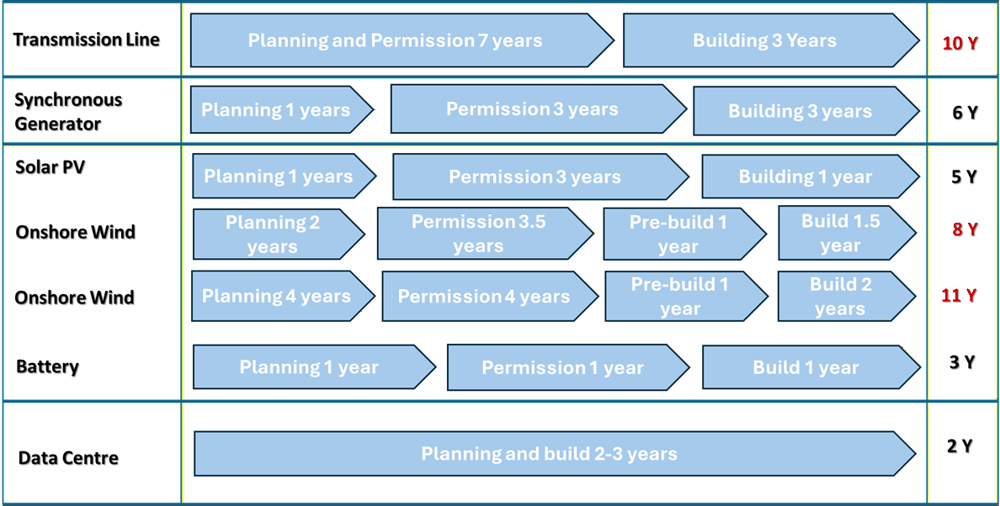 Transmission Line
Planning and Permission 7 years
Building 3 Years
10 Y
Synchronous
Generator
Planning 1 years
Permission 3 years
Building 3 years
6 Y
Solar PV
Planning 1 years
Permission 3 years
Building 1 year
5 Y
Onshore Wind
Planning 2
years
Permission 3.5
years
Pre-build 1
year
Build 1.5
year
8 Y
Onshore Wind
Planning 4 years
Permission 4 years
Pre-build 1
year
Build 2
years
11 Y
Battery
Planning 1 year
Permission 1 year
Build 1 year
3 Y
Data Centre
Planning and build 2-3 years
2 Y